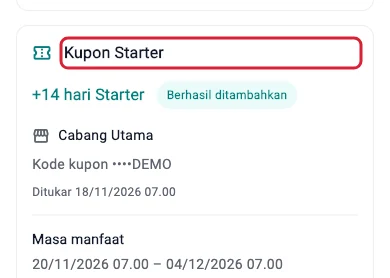 Kupon Starter
+14 hari Starter Berhasil ditambahkan
Cabang Utama
Kode kupon ••••DEMO
Ditukar 18/11/2026 07.00
Masa manfaat
20/11/2026 07.00 – 04/12/2026 07.00